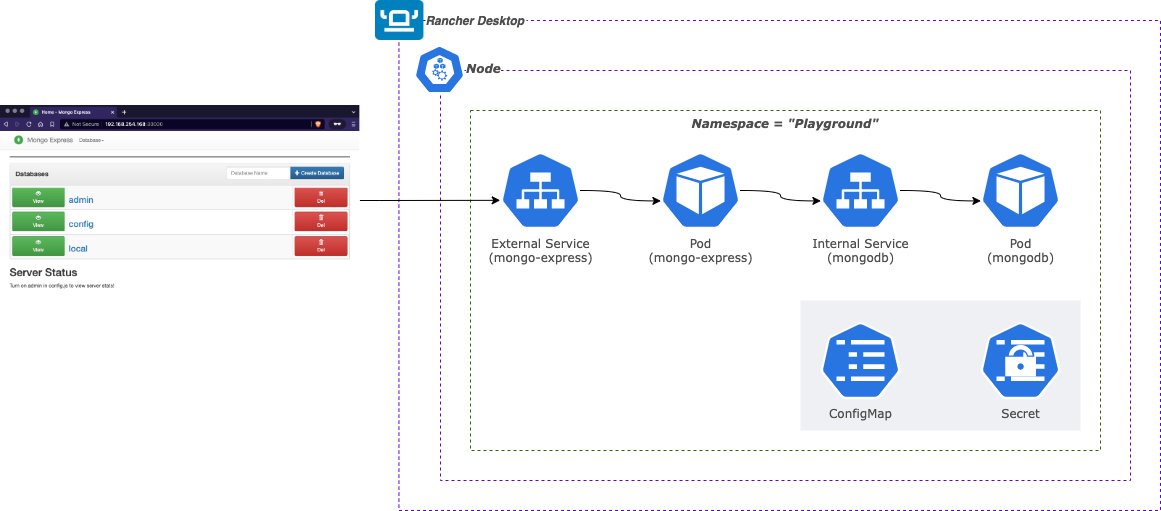 Rancher Desktop
Node
Namespace = "Playground"
Home - Mongo Express
Not Secure 192.168.264.168:30000
Mongo Express Database
Databases
Database Name
+ Create Database
View
admin
Del
View
config
Del
View
local
Del
Server Status
Turn on admin in config.js to view server stats!
External Service
(mongo-express)
Pod
(mongo-express)
Internal Service
(mongodb)
Pod
(mongodb)
ConfigMap
Secret